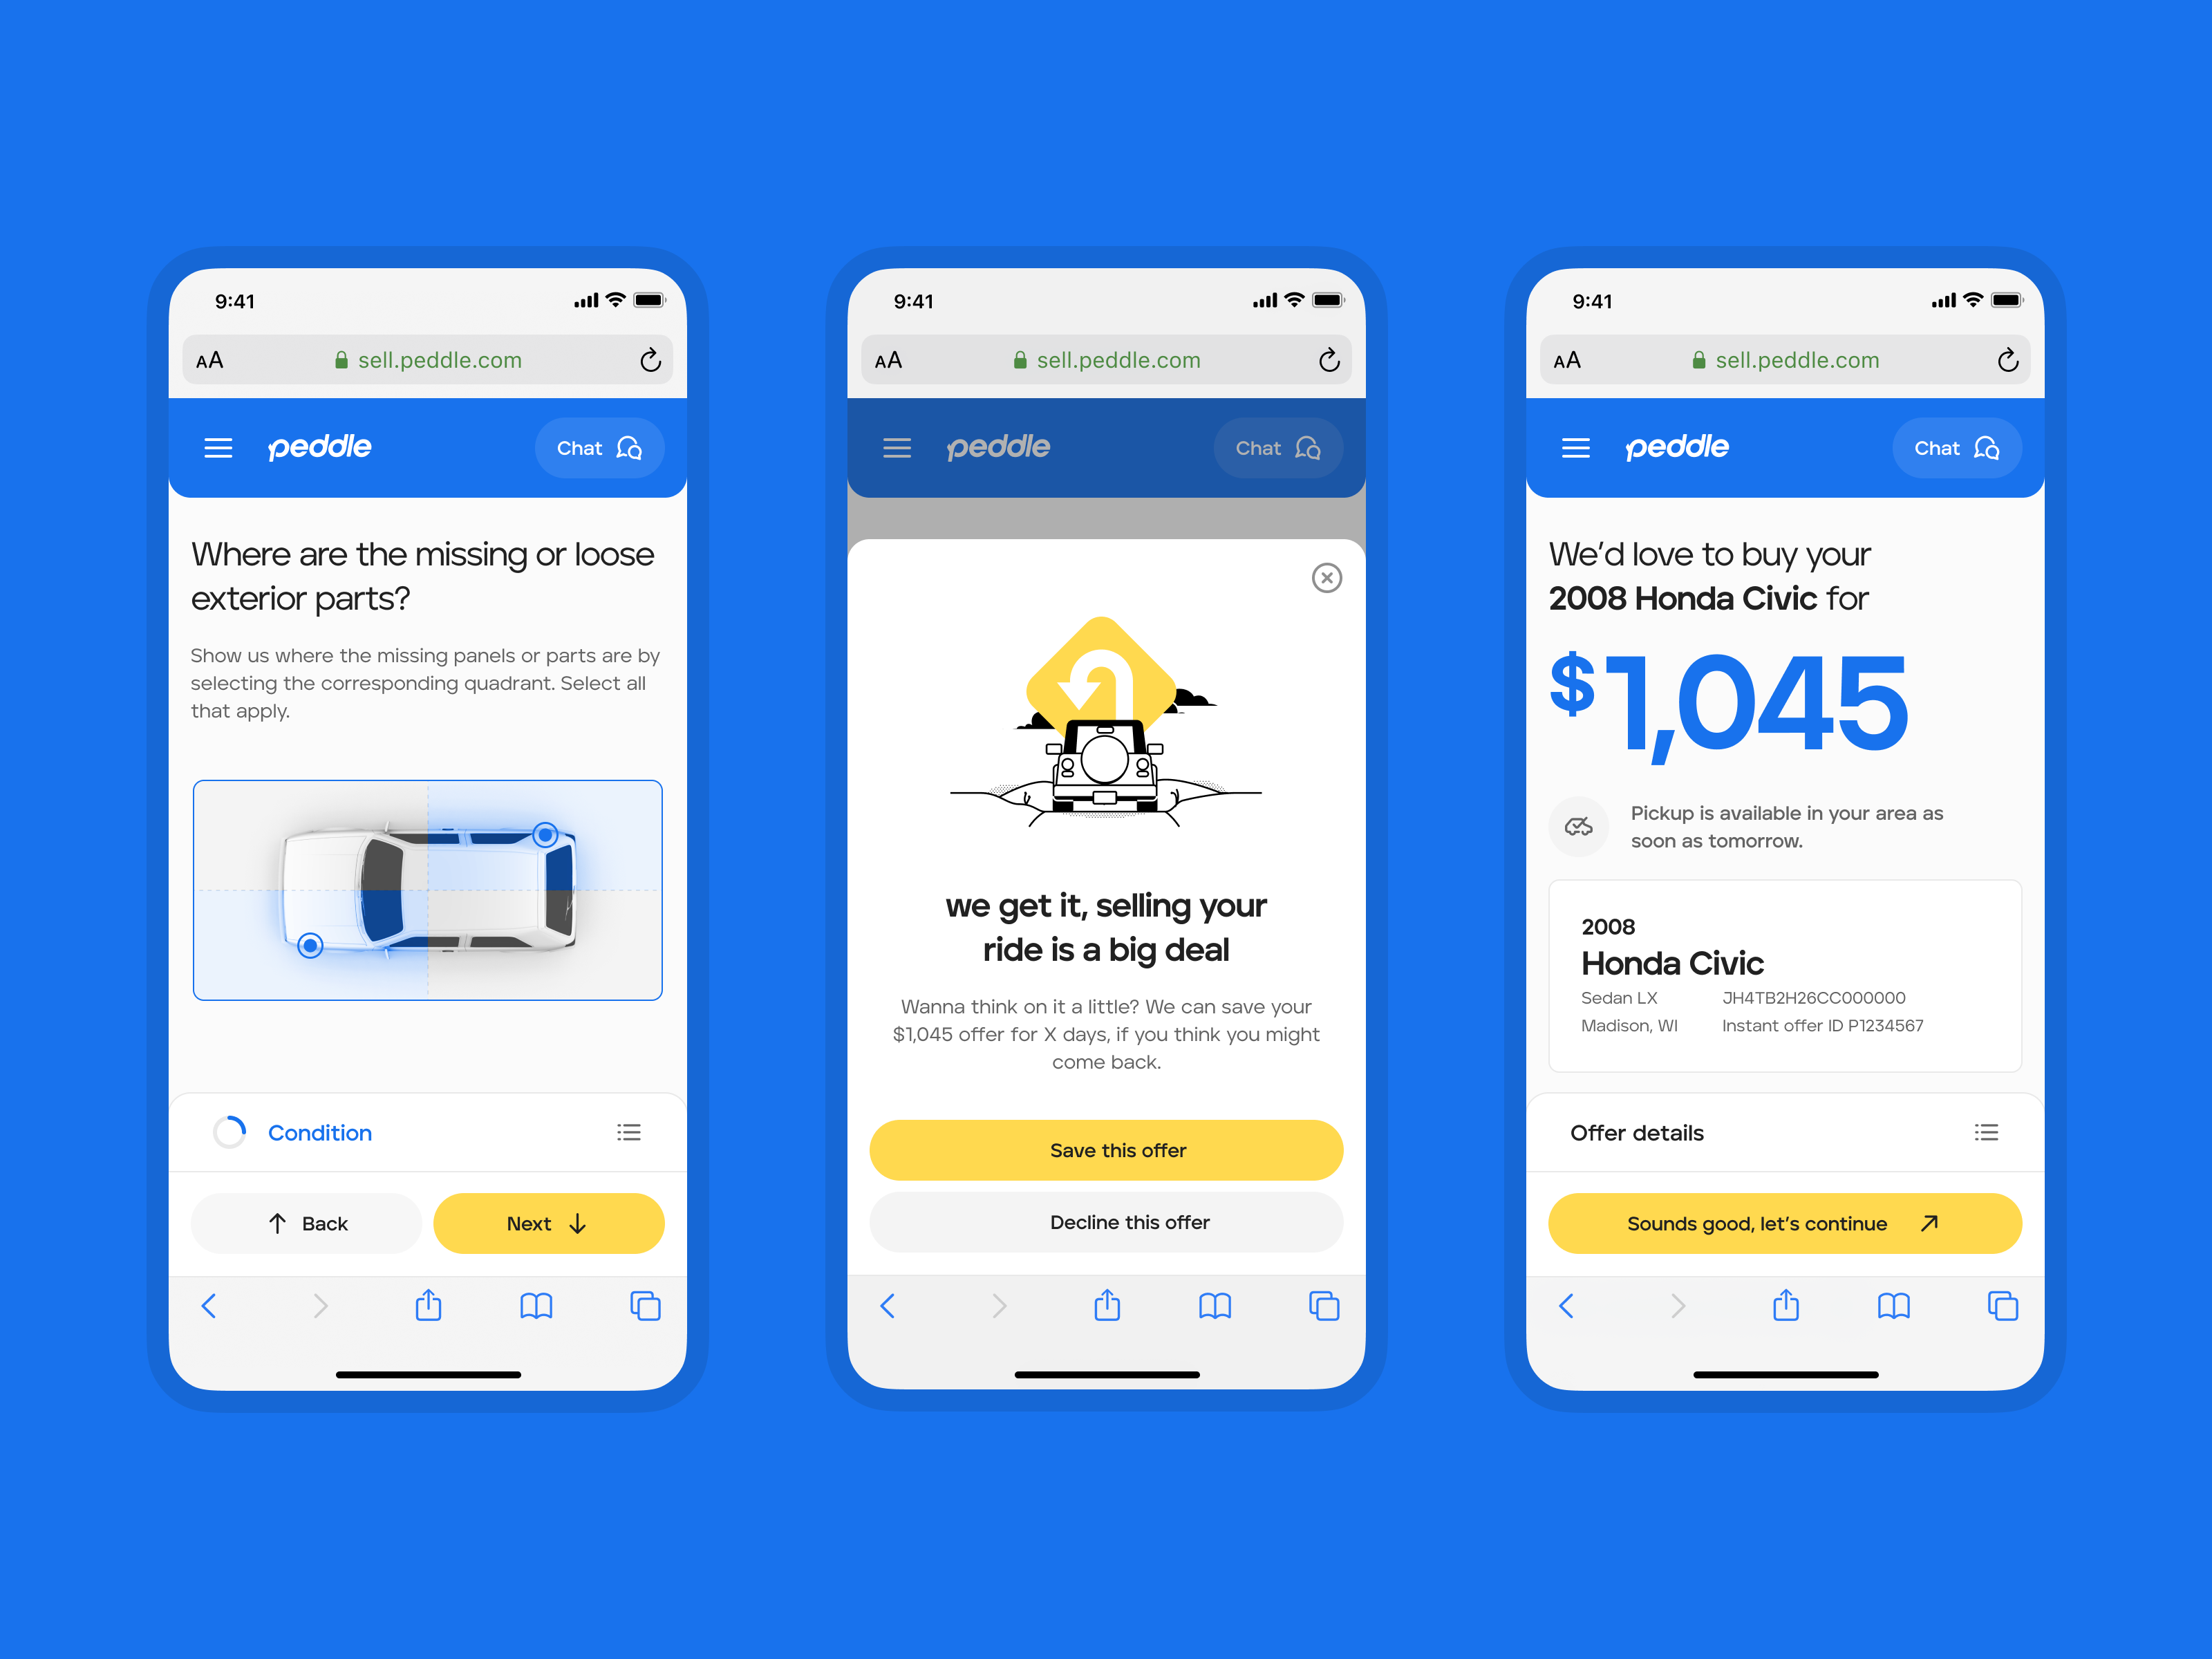 9:41
AA
sell.peddle.com
peddle
Chat
Where are the missing or loose
exterior parts?
Show us where the missing panels or parts are by
selecting the corresponding quadrant. Select all
that apply.
Condition
Back
Next
9:41
AA
sell.peddle.com
peddle
Chat
we get it, selling your
ride is a big deal
Wanna think on it a little? We can save your
$1,045 offer for X days, if you think you might
come back.
Save this offer
Decline this offer
9:41
AA
sell.peddle.com
peddle
Chat
We’d love to buy your
2008 Honda Civic for
$1,045
Pickup is available in your area as
soon as tomorrow.
2008
Honda Civic
Sedan LX JH4TB2H26CC000000
Madison, WI Instant offer ID P1234567
Offer details
Sounds good, let’s continue